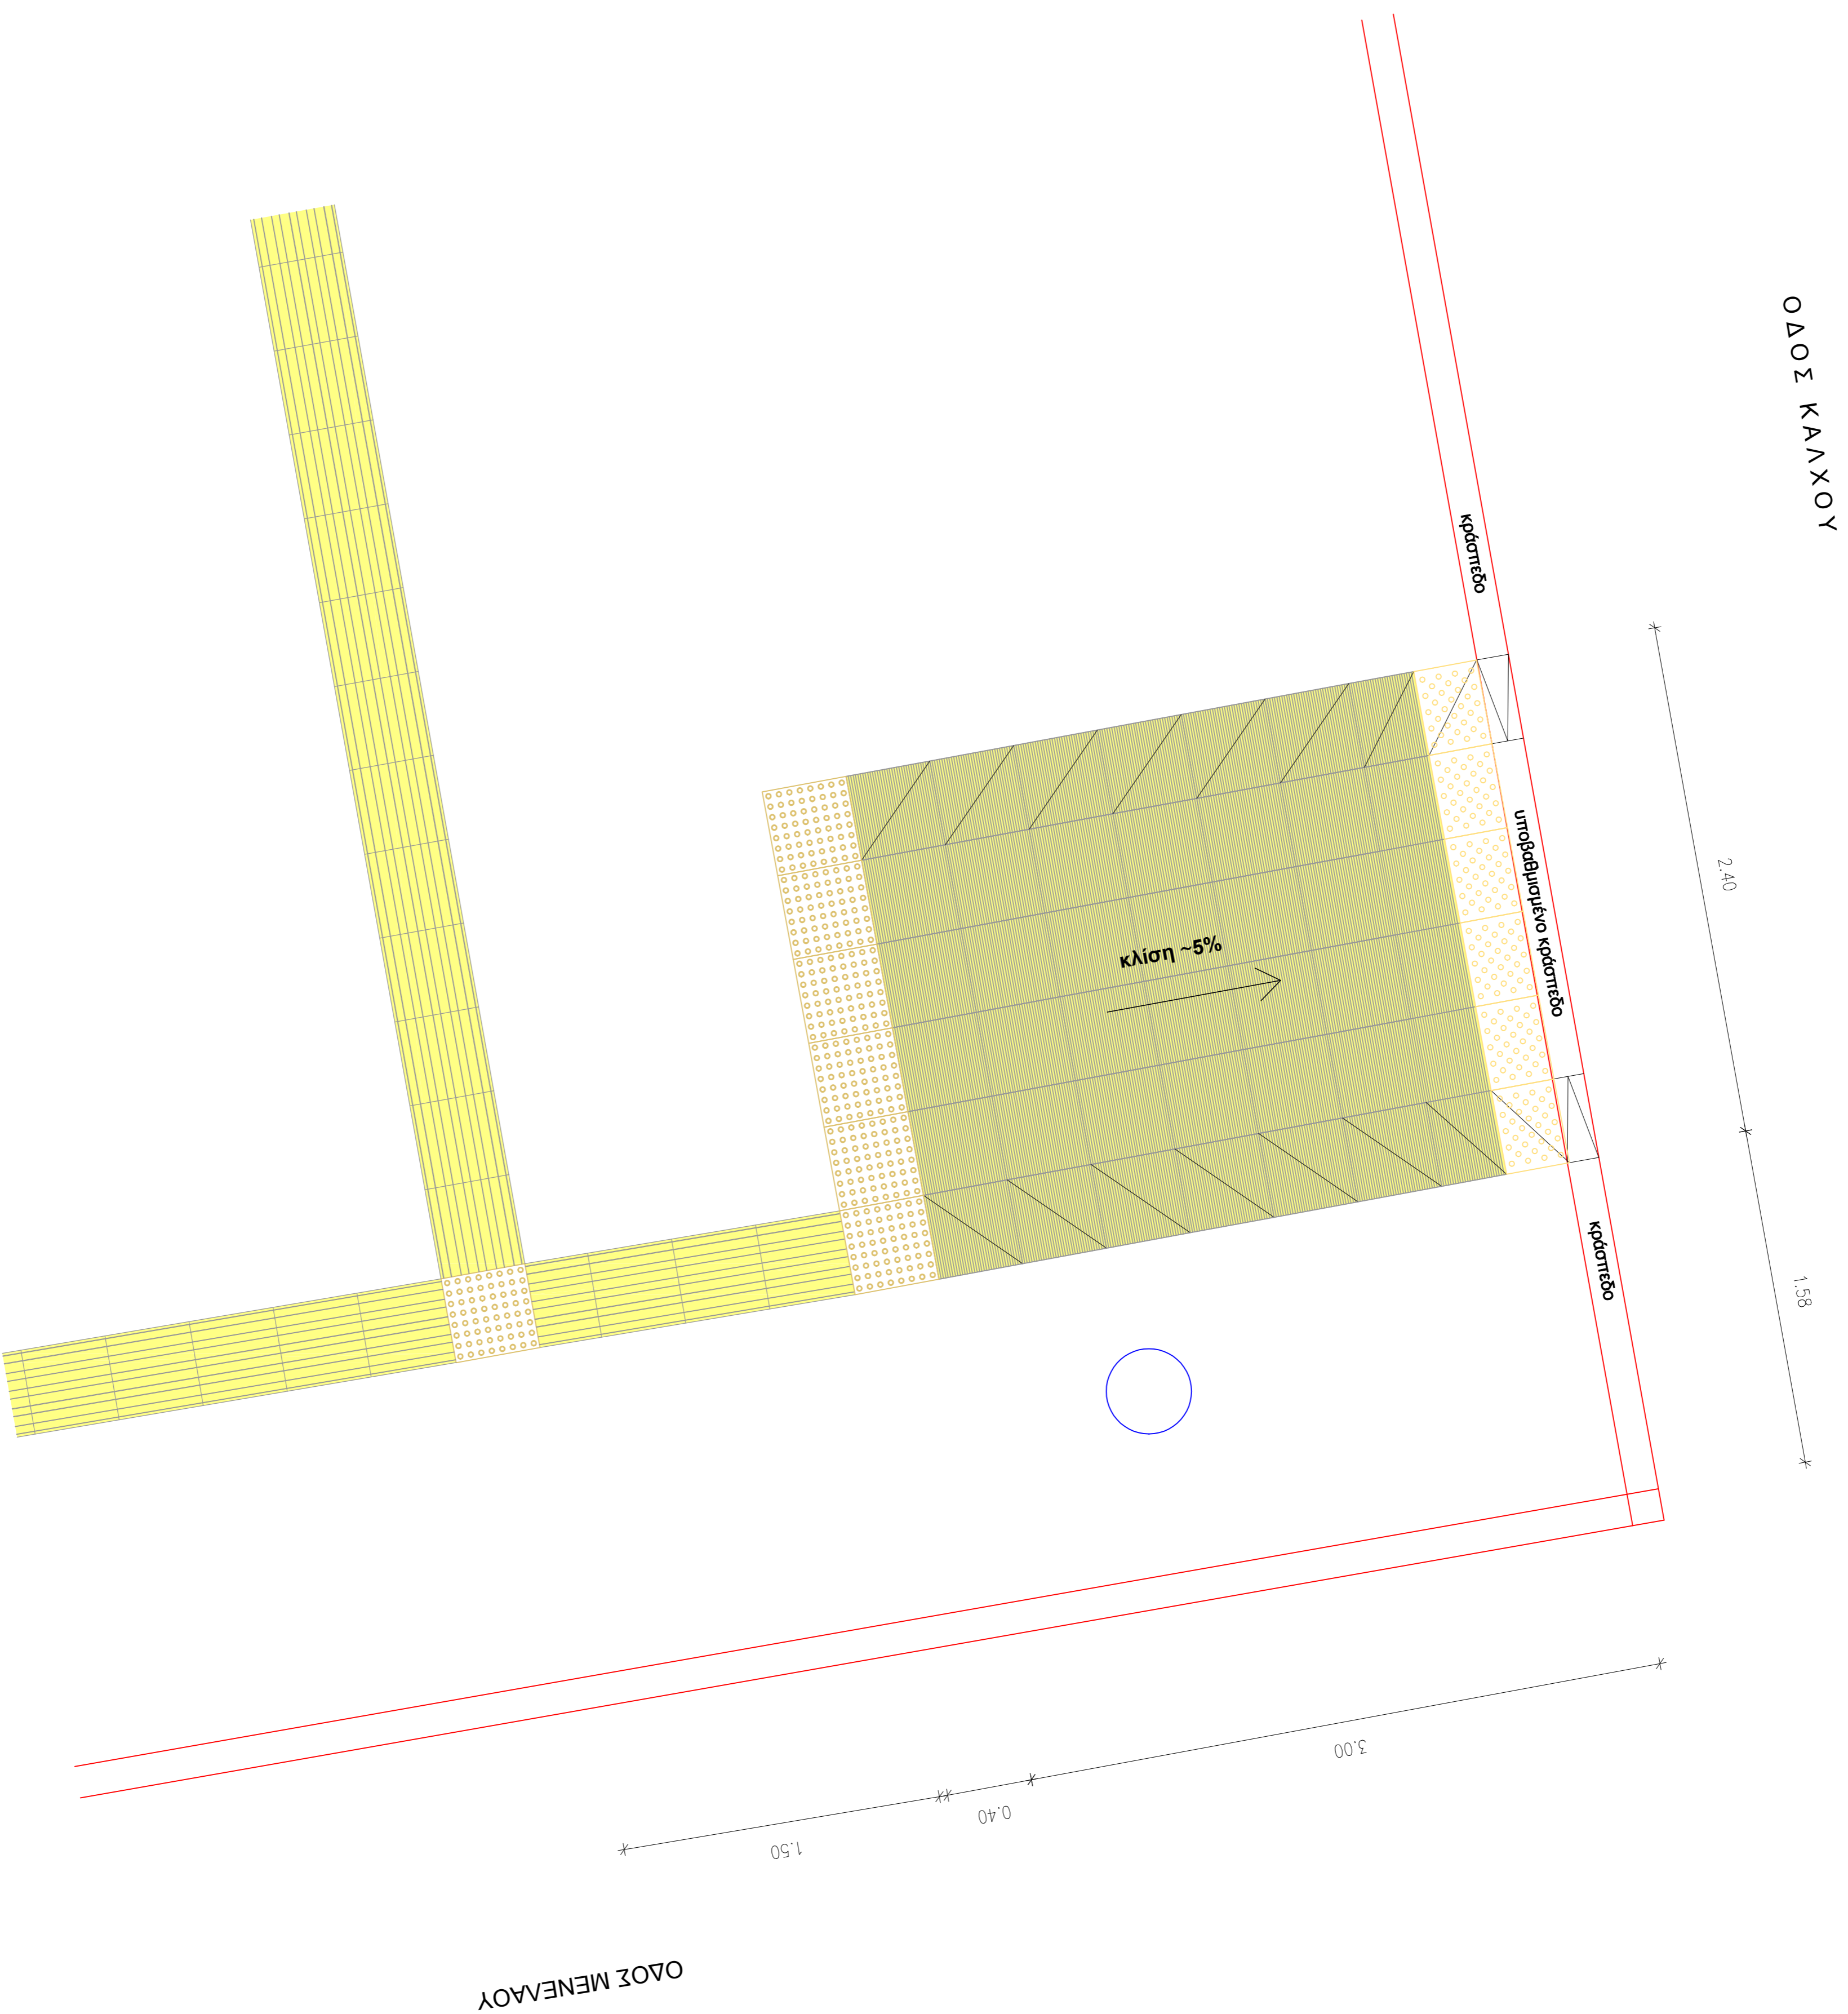 ΟΔΟΣ ΚΑΛΧΟΥ
κράσπεδο
2.40
υποβαθμισμένο κράσπεδο
κλίση ~5%
κράσπεδο
1.58
3.00
0.40
1.50
ΟΔΟΣ ΜΕΝΕΛΑΟΥ